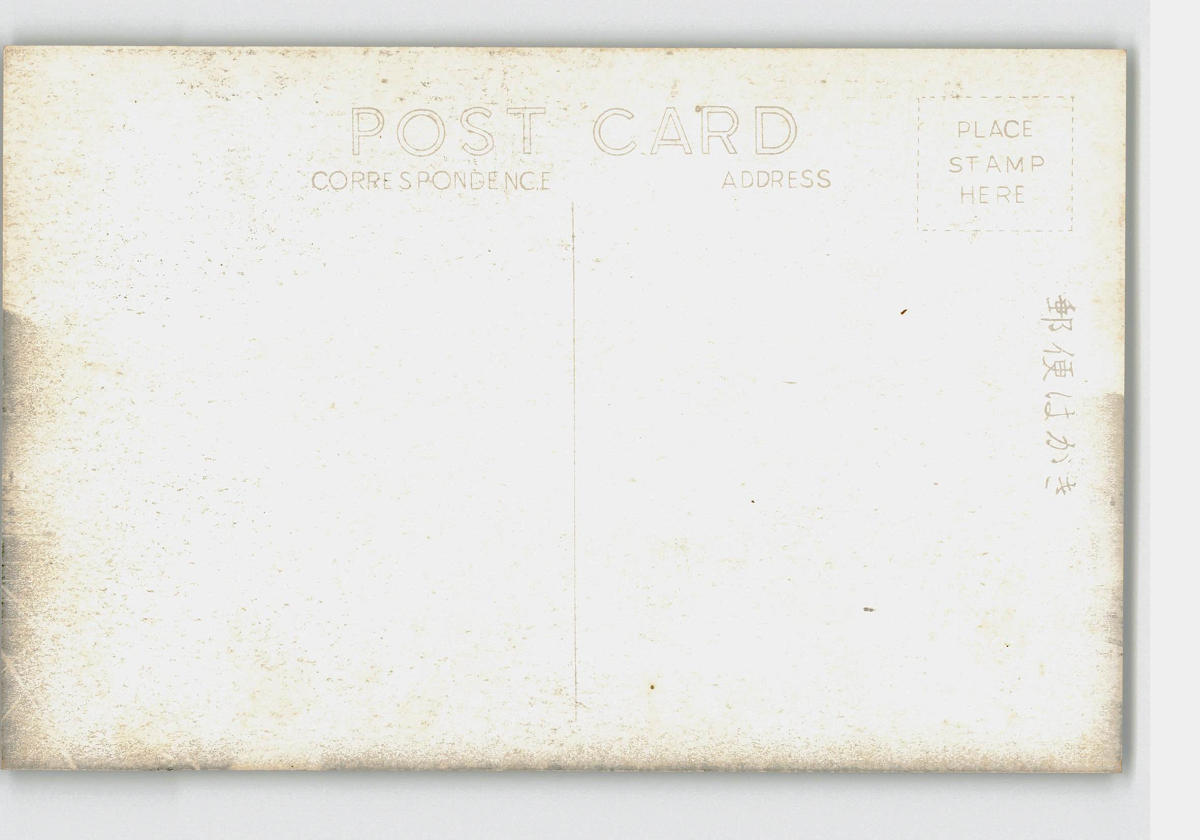 POST CARD
CORRESPONDENCE
ADDRESS
PLACE
STAMP
HERE
郵便はがき